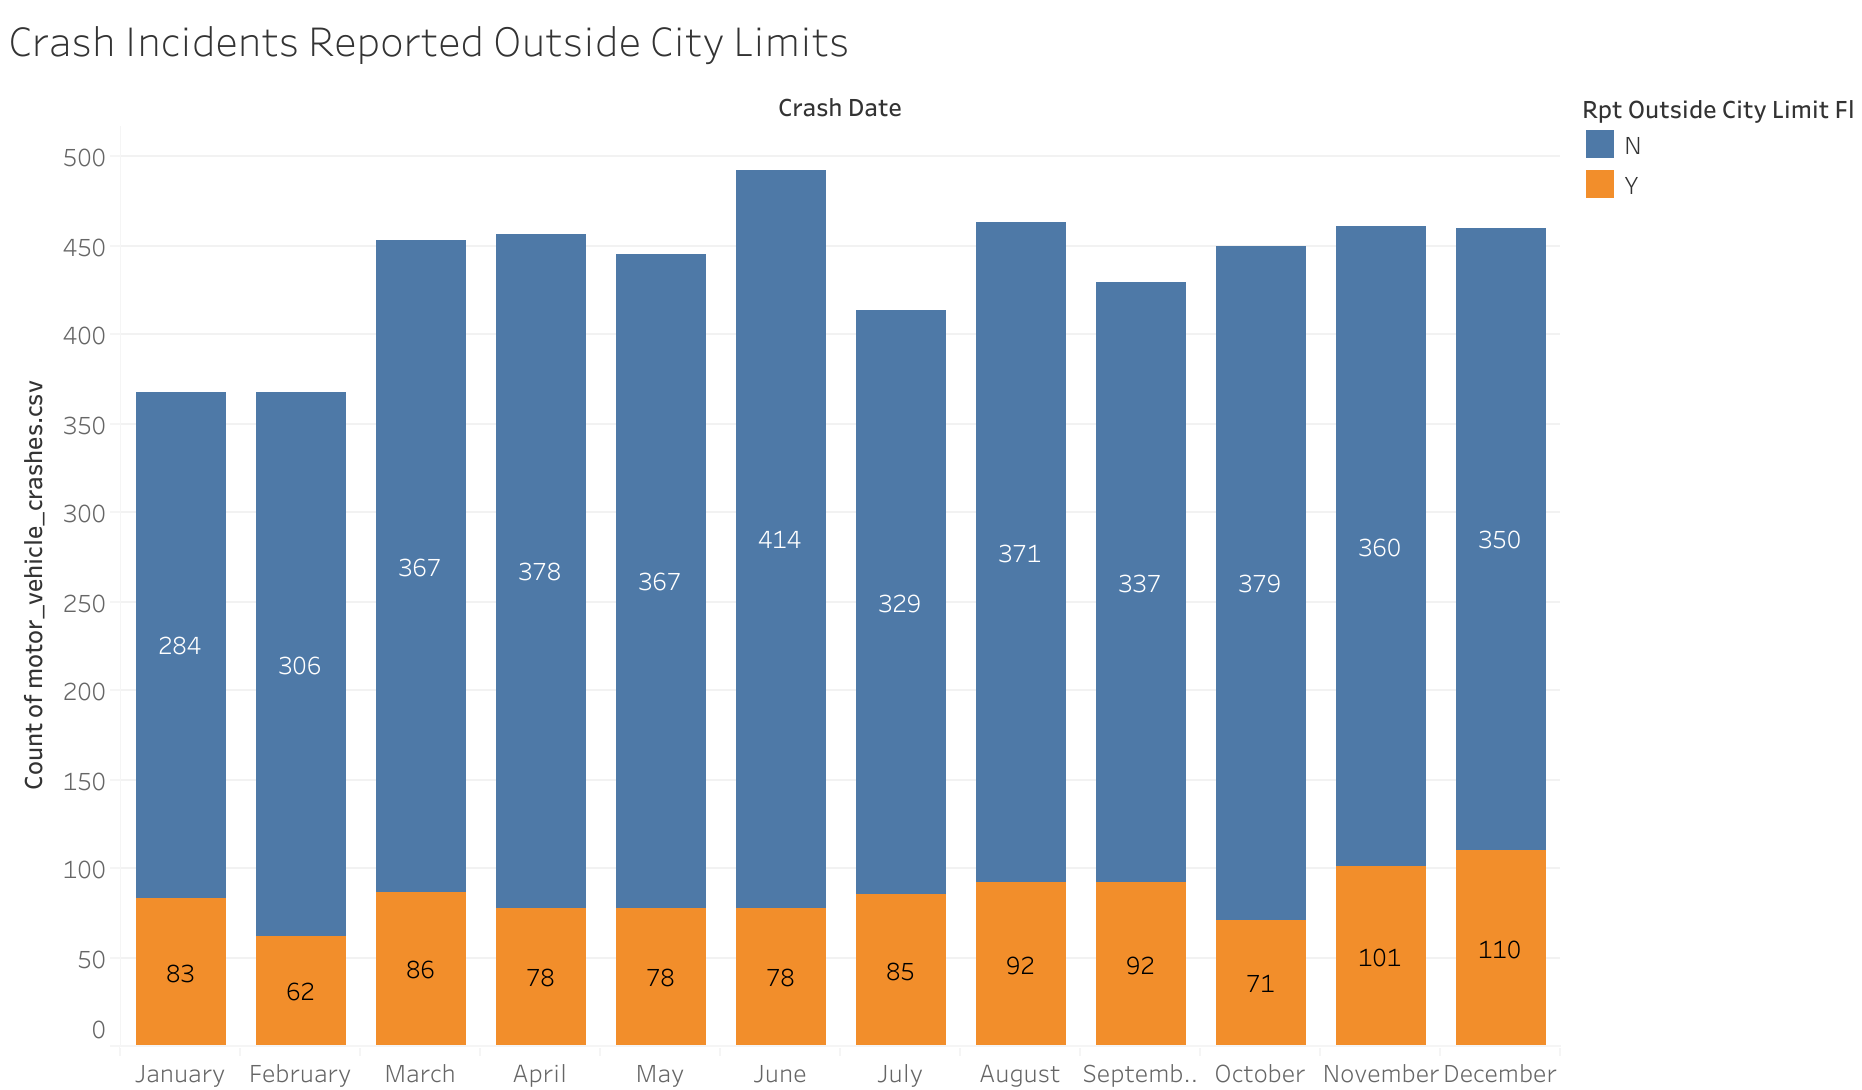 Crash Incidents Reported Outside City Limits
Crash Date
Rpt Outside City Limit Fl
N
Y
Count of motor_vehicle_crashes.csv
500
450
400
350
300
250
200
150
100
50
0
284
306
367
378
367
414
329
371
337
379
360
350
83
62
86
78
78
78
85
92
92
71
101
110
January
February
March
April
May
June
July
August
Septemb..
October
November
December